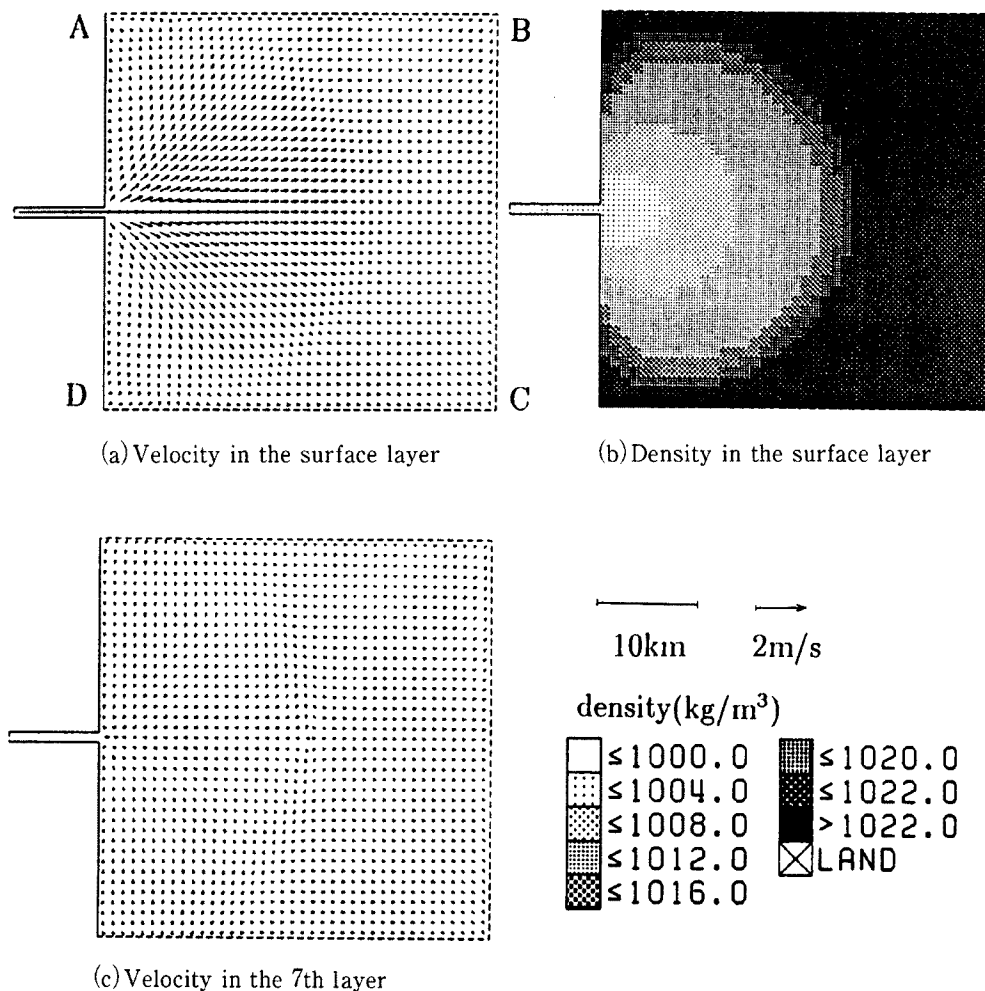 A
B
D
C
(a) Velocity in the surface layer
(b) Density in the surface layer
10km
2m/s
density(kg/m³)
≤1000.0
≤1004.0
≤1008.0
≤1012.0
≤1016.0
≤1020.0
≤1022.0
>1022.0
LAND
(c) Velocity in the 7th layer